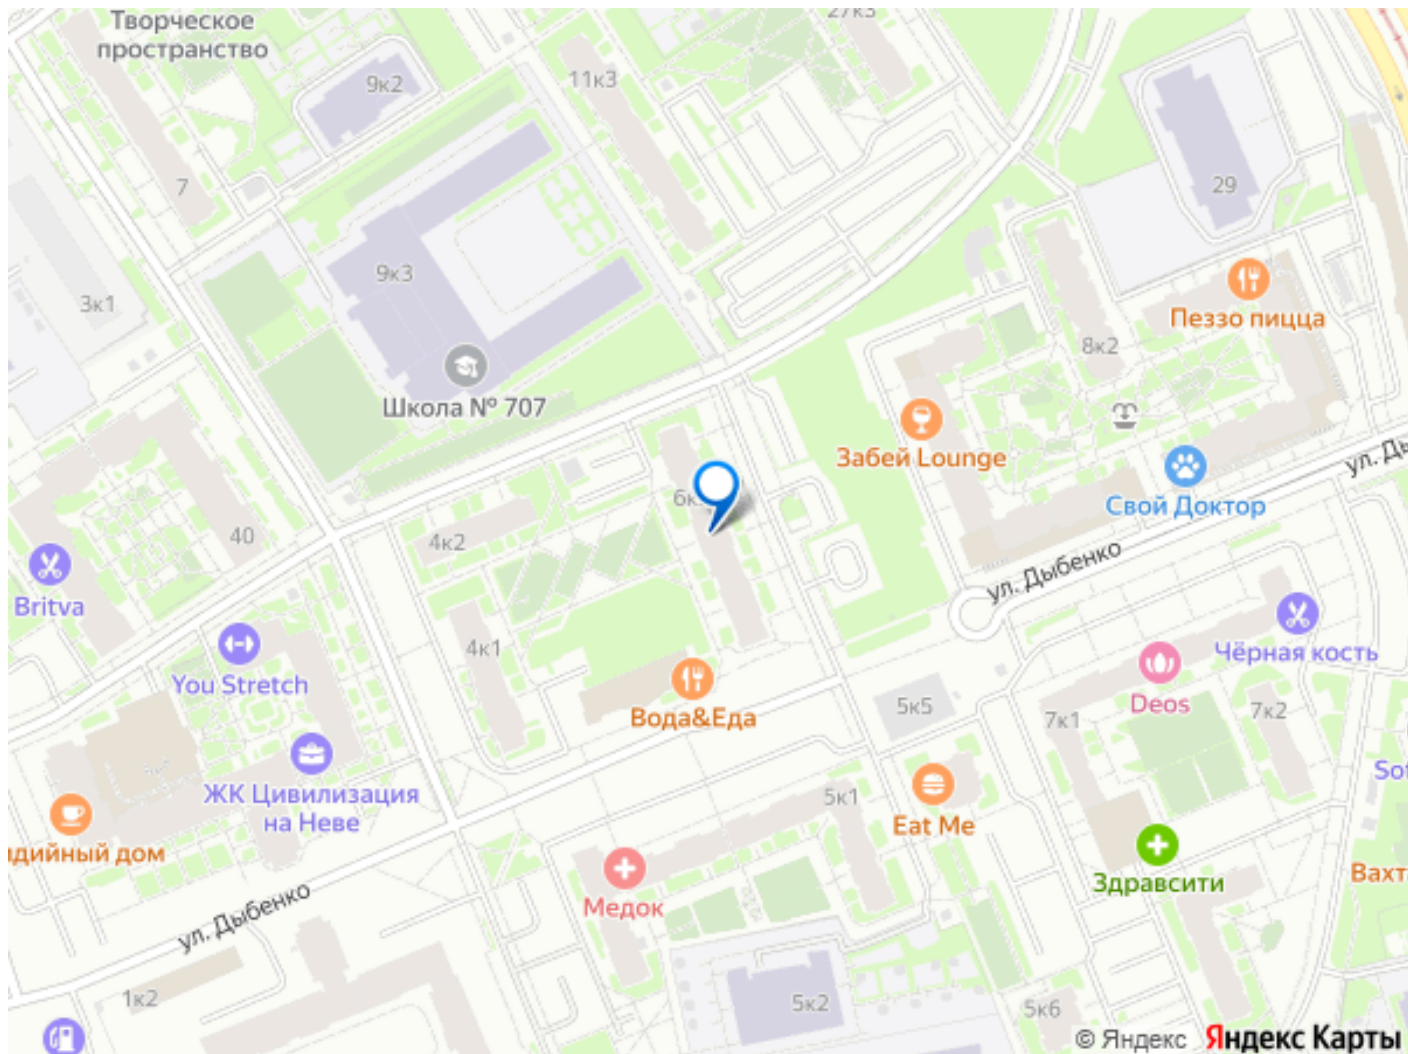 Творческое
пространство
27к3
9к2
11к3
7
29
9к3
3к1
Пеззо пицца
8к2
Школа № 707
Забей Lounge
ул. Ды
Свой Доктор
40
4к2
ул. Дыбенко
Britva
4к1
You Stretch
Чёрная кость
Deos
Вода&Еда
5к5
7к1
7к2
ЖК Цивилизация
на Неве
5к1
Eat Me
дийный дом
Здравсити
Вахт
Медок
ул. Дыбенко
1к2
5к2
5к6
© Яндекс Яндекс Карты